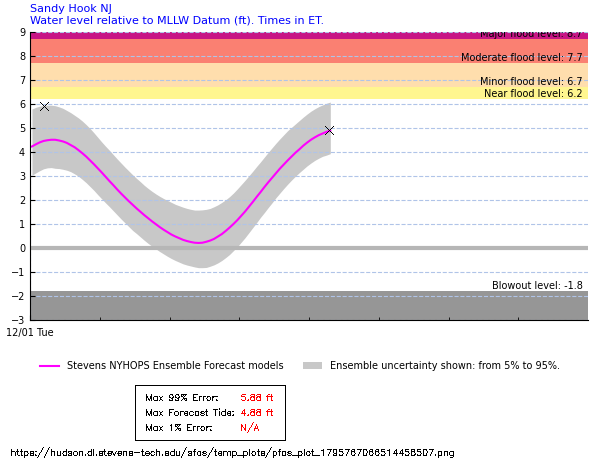 Sandy Hook NJ
Water level relative to MLLW Datum (ft). Times in ET.
9
Major flood level: 8.7
8
Moderate flood level: 7.7
7
Minor flood level: 6.7
Near flood level: 6.2
6
5
4
3
2
1
0
−1
Blowout level: -1.8
−2
−3
12/01 Tue
Stevens NYHOPS Ensemble Forecast models
Ensemble uncertainty shown: from 5% to 95%.
Max 99% Error: 5.88 ft
Max Forecast Tide: 4.88 ft
Max 1% Error: N/A
https://hudson.dl.stevens-tech.edu/sfas/temp_plots/pfas_plot_1795767066514458507.png